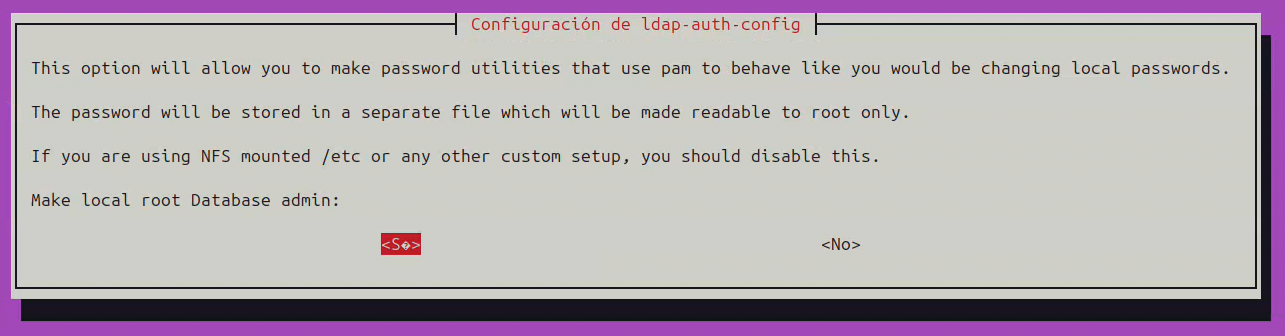 Configuración de ldap-auth-config
This option will allow you to make password utilities that use pam to behave like you would be changing local passwords.
The password will be stored in a separate file which will be made readable to root only.
If you are using NFS mounted /etc or any other custom setup, you should disable this.
Make local root Database admin:
<S�> <No>